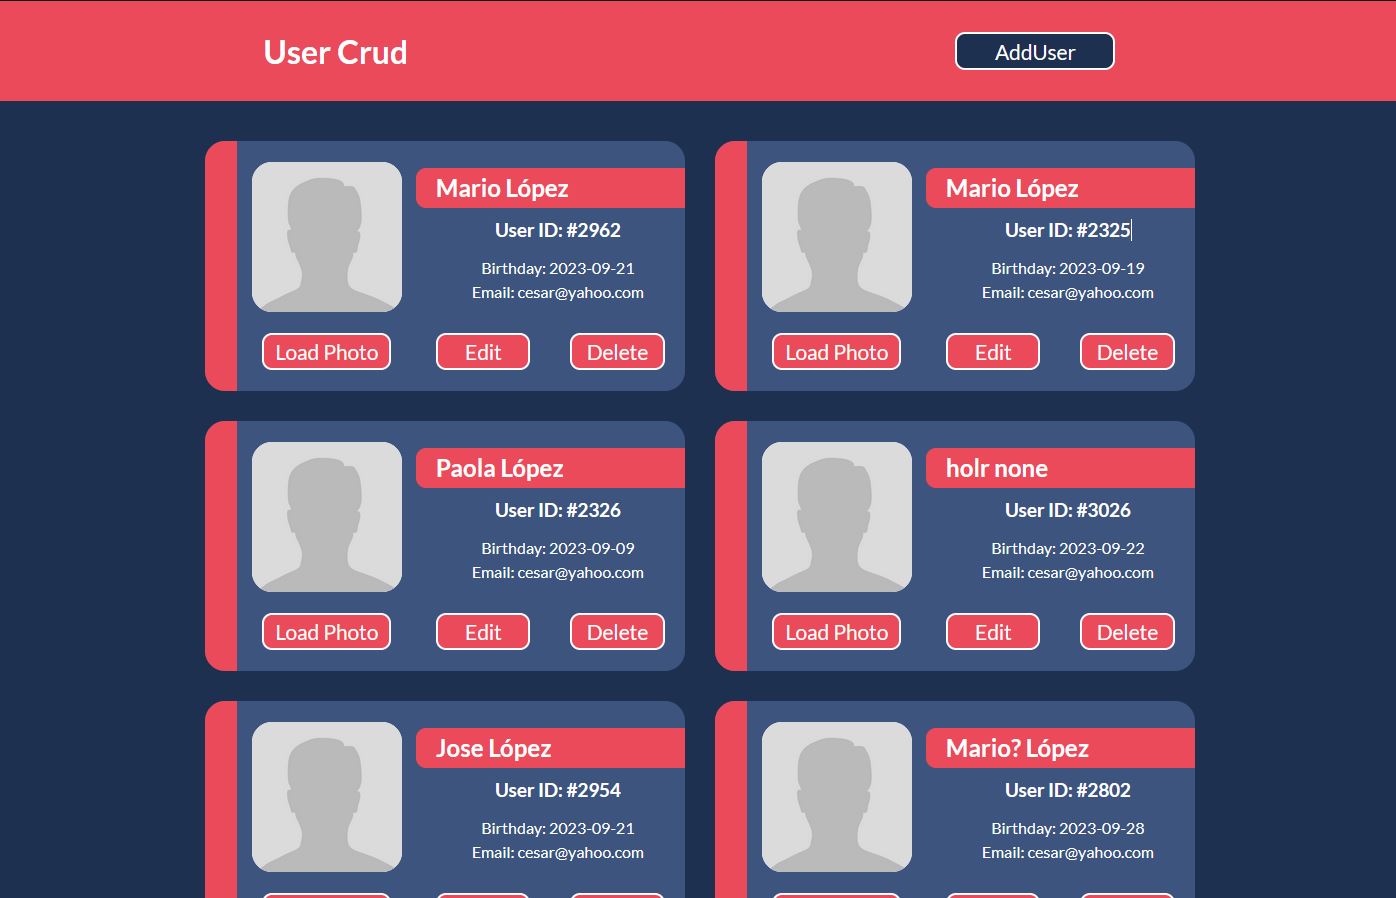 User Crud
AddUser
Mario López
User ID: #2962
Birthday: 2023-09-21
Email: cesar@yahoo.com
Load Photo
Edit
Delete
Mario López
User ID: #2325
Birthday: 2023-09-19
Email: cesar@yahoo.com
Load Photo
Edit
Delete
Paola López
User ID: #2326
Birthday: 2023-09-09
Email: cesar@yahoo.com
Load Photo
Edit
Delete
holr none
User ID: #3026
Birthday: 2023-09-22
Email: cesar@yahoo.com
Load Photo
Edit
Delete
Jose López
User ID: #2954
Birthday: 2023-09-21
Email: cesar@yahoo.com
Mario? López
User ID: #2802
Birthday: 2023-09-28
Email: cesar@yahoo.com